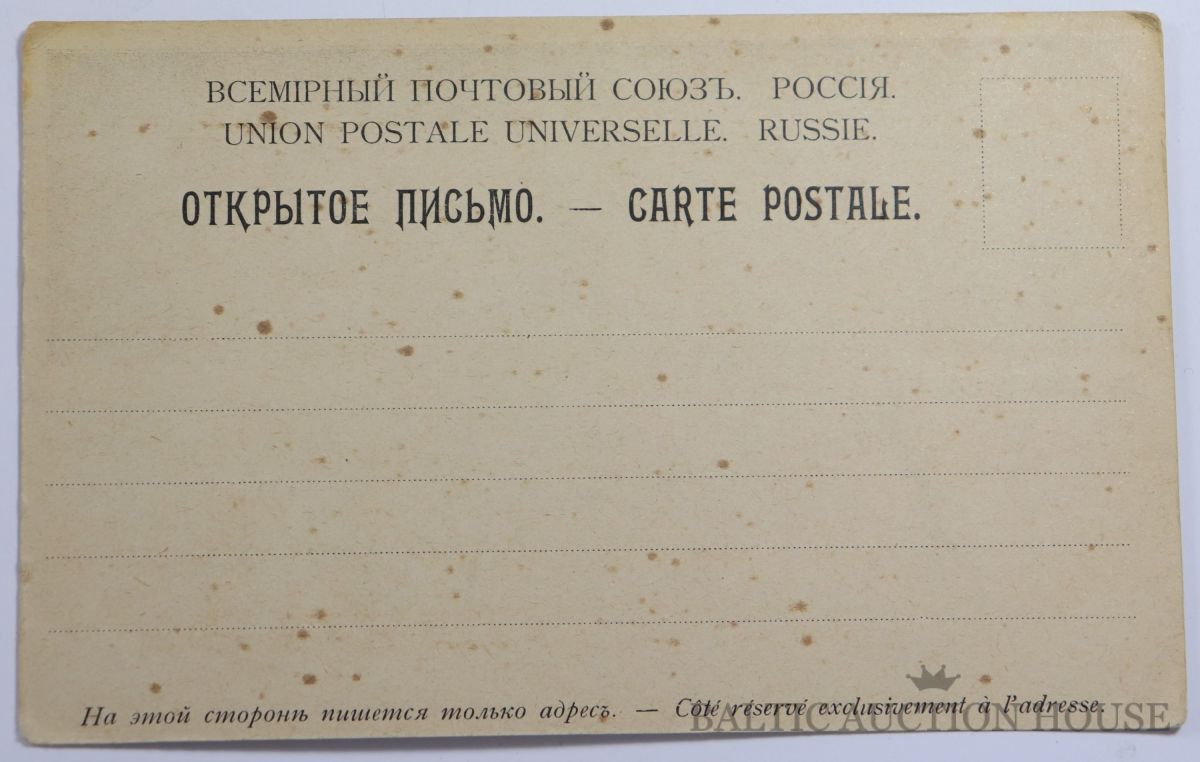 ВСЕМІРНЫЙ ПОЧТОВЫЙ СОЮЗЪ. РОССІЯ.
UNION POSTALE UNIVERSELLE. RUSSIE.
ОТКРЫТОЕ ПИСЬМО. — CARTE POSTALE.
На этой сторонѣ пишется только адресъ. — Côté réservé exclusivement à l'adresse.
BALTIC AUCTION HOUSE